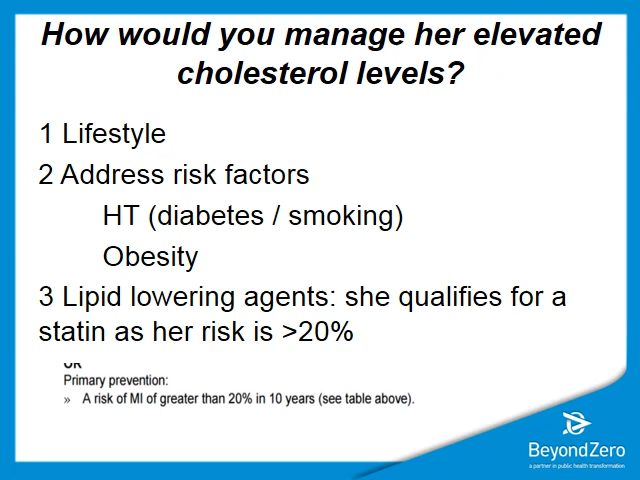 How would you manage her elevated
cholesterol levels?
1 Lifestyle
2 Address risk factors
HT (diabetes / smoking)
Obesity
3 Lipid lowering agents: she qualifies for a
statin as her risk is >20%
OR
Primary prevention:
» A risk of MI of greater than 20% in 10 years (see table above).
BeyondZero
a partner in public health transformation